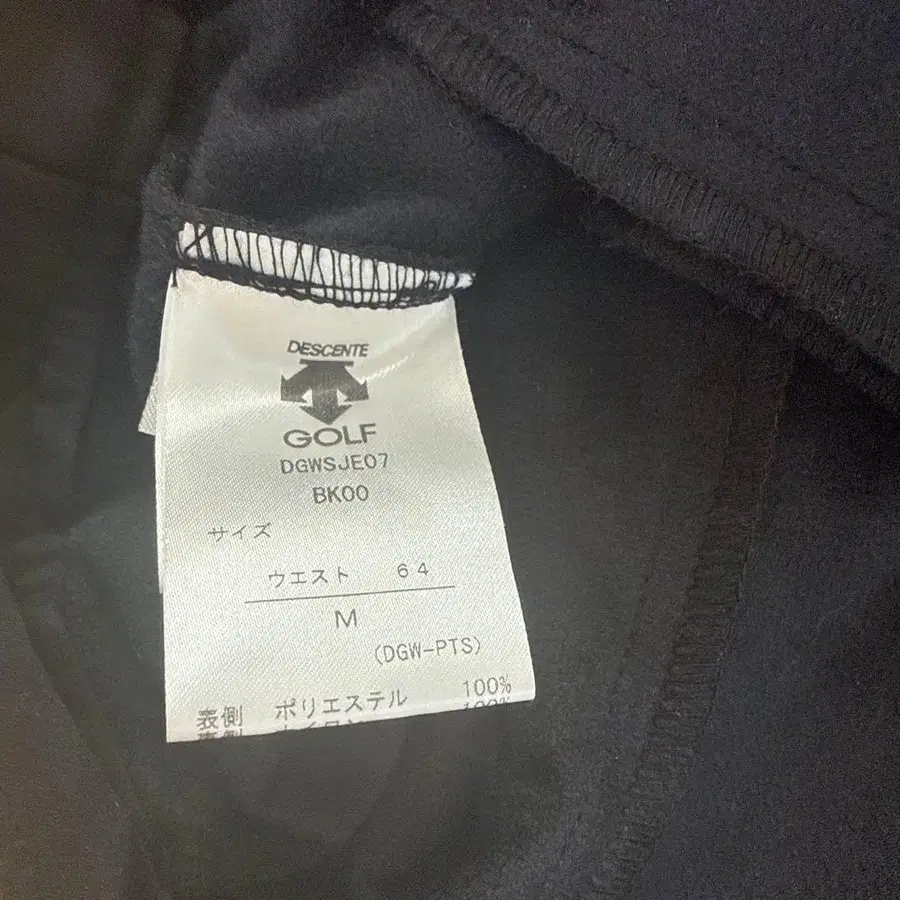 DESCENTE
GOLF
DGWSJE07
BK00
サイズ
ウエスト 64
M
(DGW-PTS)
表側 ポリエステル 100%
100%